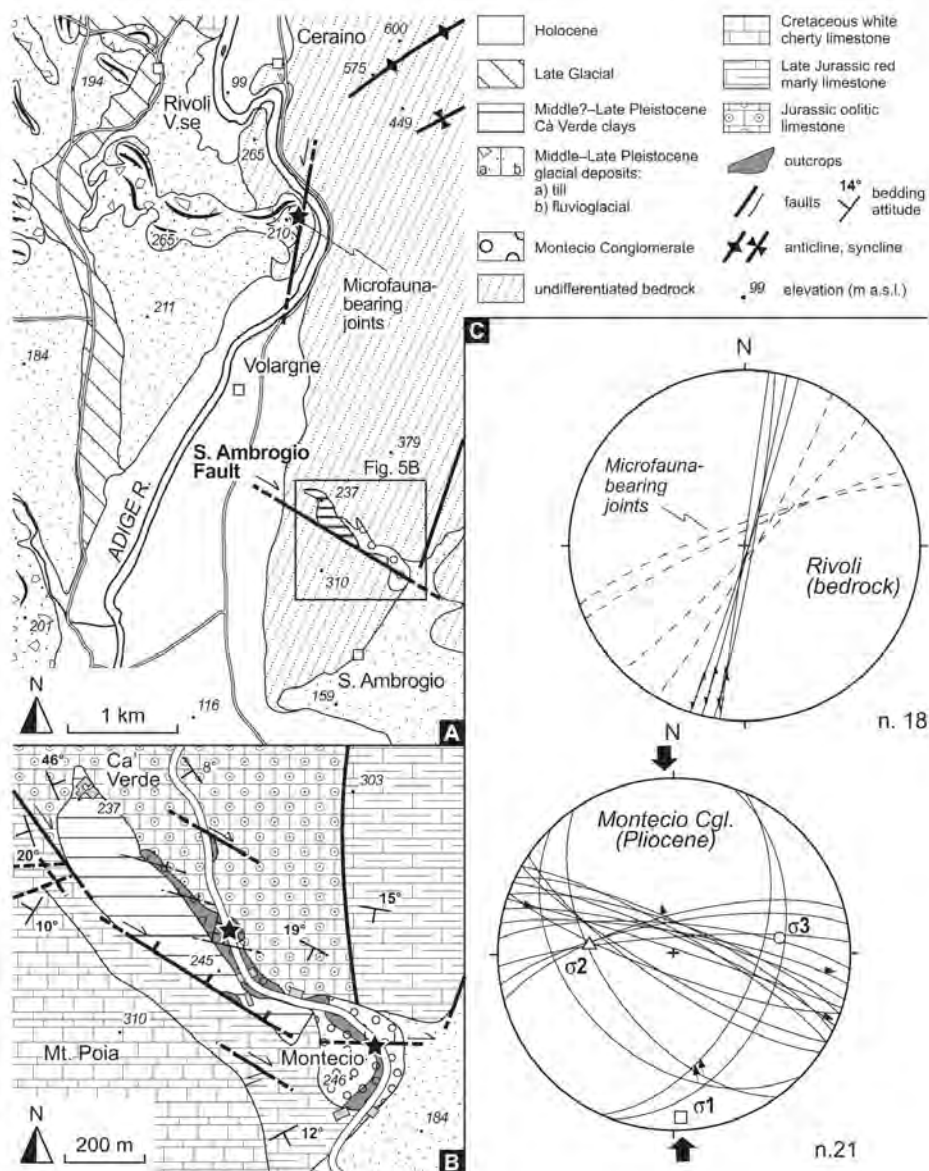 Ceraino
600
575
449
194
99
Rivoli
V.se
265
265
210
Microfauna-
bearing
joints
211
184
Volargne
S. Ambrogio
Fault
379
Fig. 5B
237
310
ADIGE R.
201
S. Ambrogio
159
116
N
1 km
A
Holocene
Late Glacial
Middle?–Late Pleistocene
Cà Verde clays
a
b
Middle–Late Pleistocene
glacial deposits:
a) till
b) fluvioglacial
Montecio Conglomerate
undifferentiated bedrock
Cretaceous white
cherty limestone
Late Jurassic red
marly limestone
Jurassic oolitic
limestone
outcrops
faults
14°
bedding
attitude
anticline, syncline
99
elevation (m a.s.l.)
C
N
Microfauna-
bearing
joints
Rivoli
(bedrock)
n. 18
N
Montecio Cgl.
(Pliocene)
σ3
σ2
σ1
n.21
46°
Ca'
Verde
237
8°
303
20°
10°
15°
19°
245
310
Mt. Poia
Montecio
246
184
12°
N
200 m
B